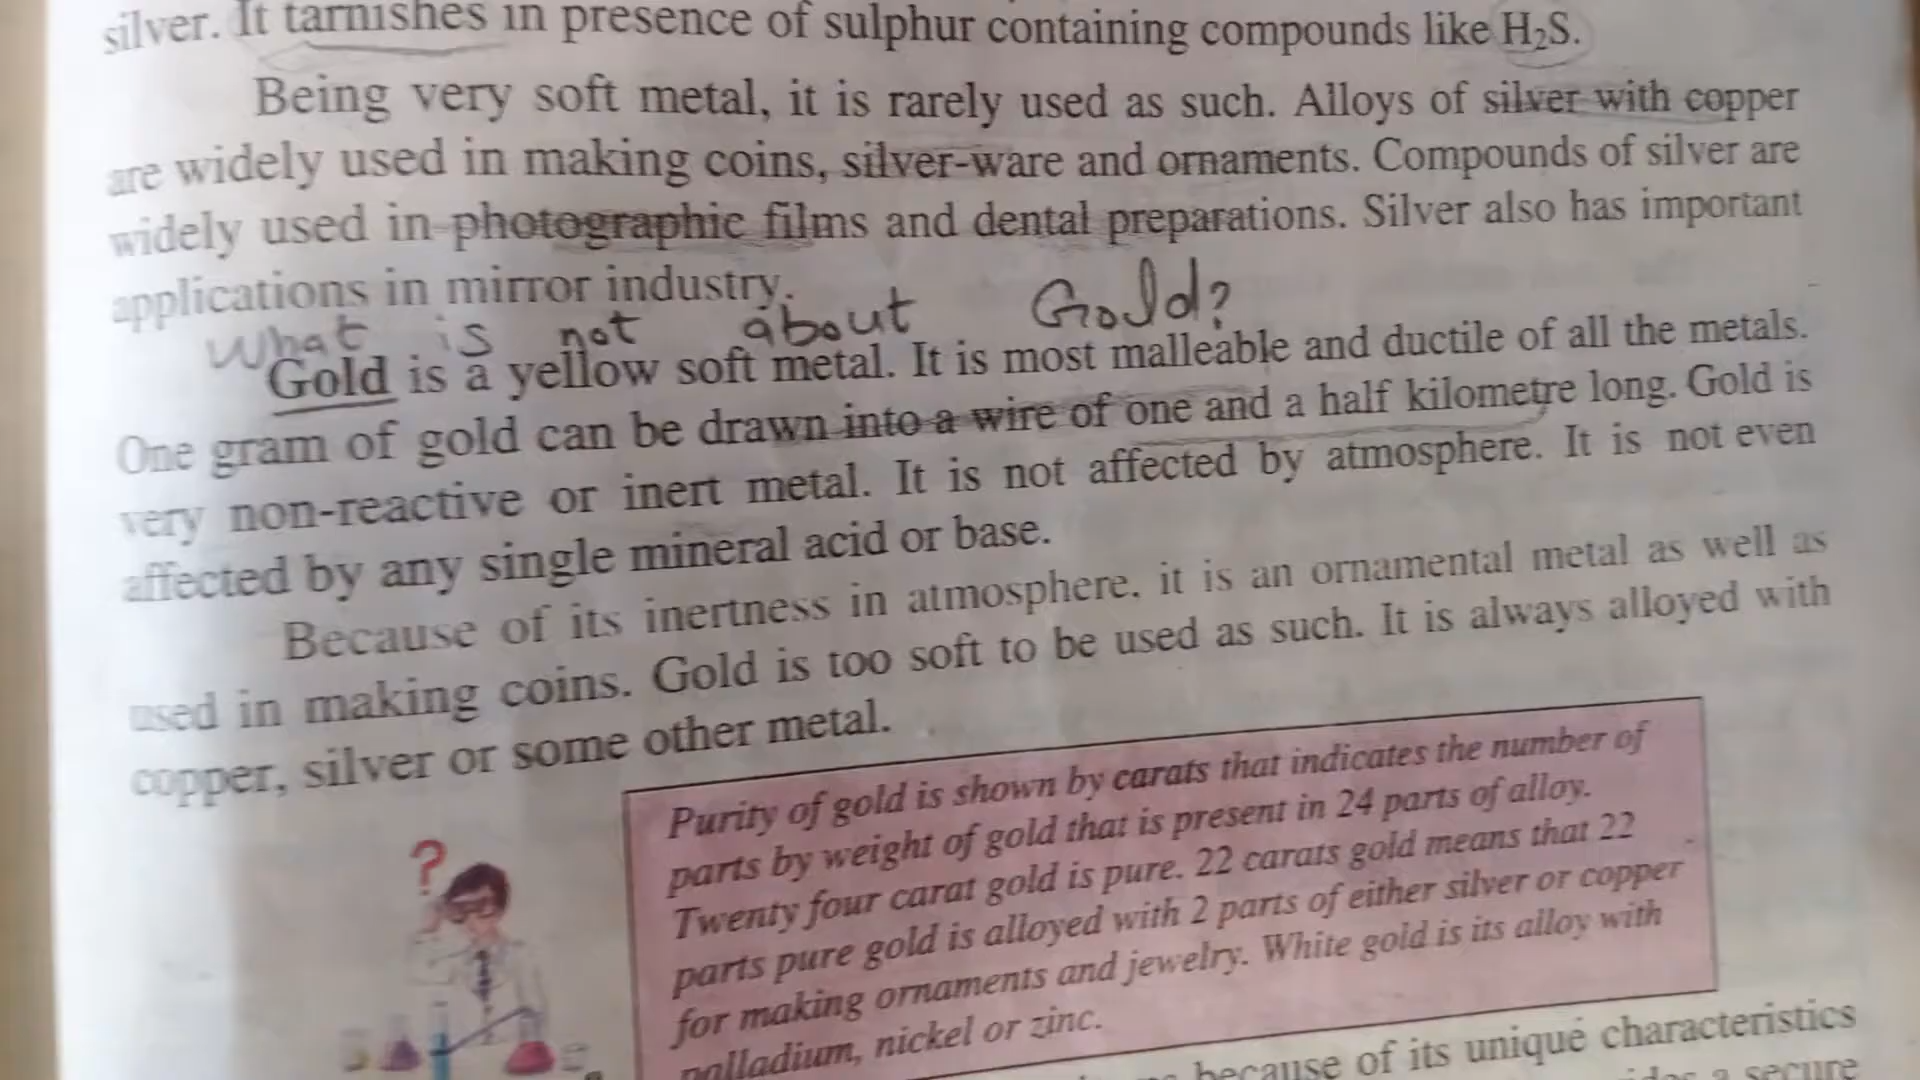 silver. It tarnishes in presence of sulphur containing compounds like H₂S.
Being very soft metal, it is rarely used as such. Alloys of silver with copper
are widely used in making coins, silver-ware and ornaments. Compounds of silver are
widely used in photographic films and dental preparations. Silver also has important
applications in mirror industry.
What is not about Gold?
Gold is a yellow soft metal. It is most malleable and ductile of all the metals.
One gram of gold can be drawn into a wire of one and a half kilometre long. Gold is
very non-reactive or inert metal. It is not affected by atmosphere. It is not even
affected by any single mineral acid or base.
Because of its inertness in atmosphere, it is an ornamental metal as well as
used in making coins. Gold is too soft to be used as such. It is always alloyed with
copper, silver or some other metal.
?
Purity of gold is shown by carats that indicates the number of
parts by weight of gold that is present in 24 parts of alloy.
Twenty four carat gold is pure. 22 carats gold means that 22
parts pure gold is alloyed with 2 parts of either silver or copper
for making ornaments and jewelry. White gold is its alloy with
palladium, nickel or zinc.
because of its unique characteristics
a secure